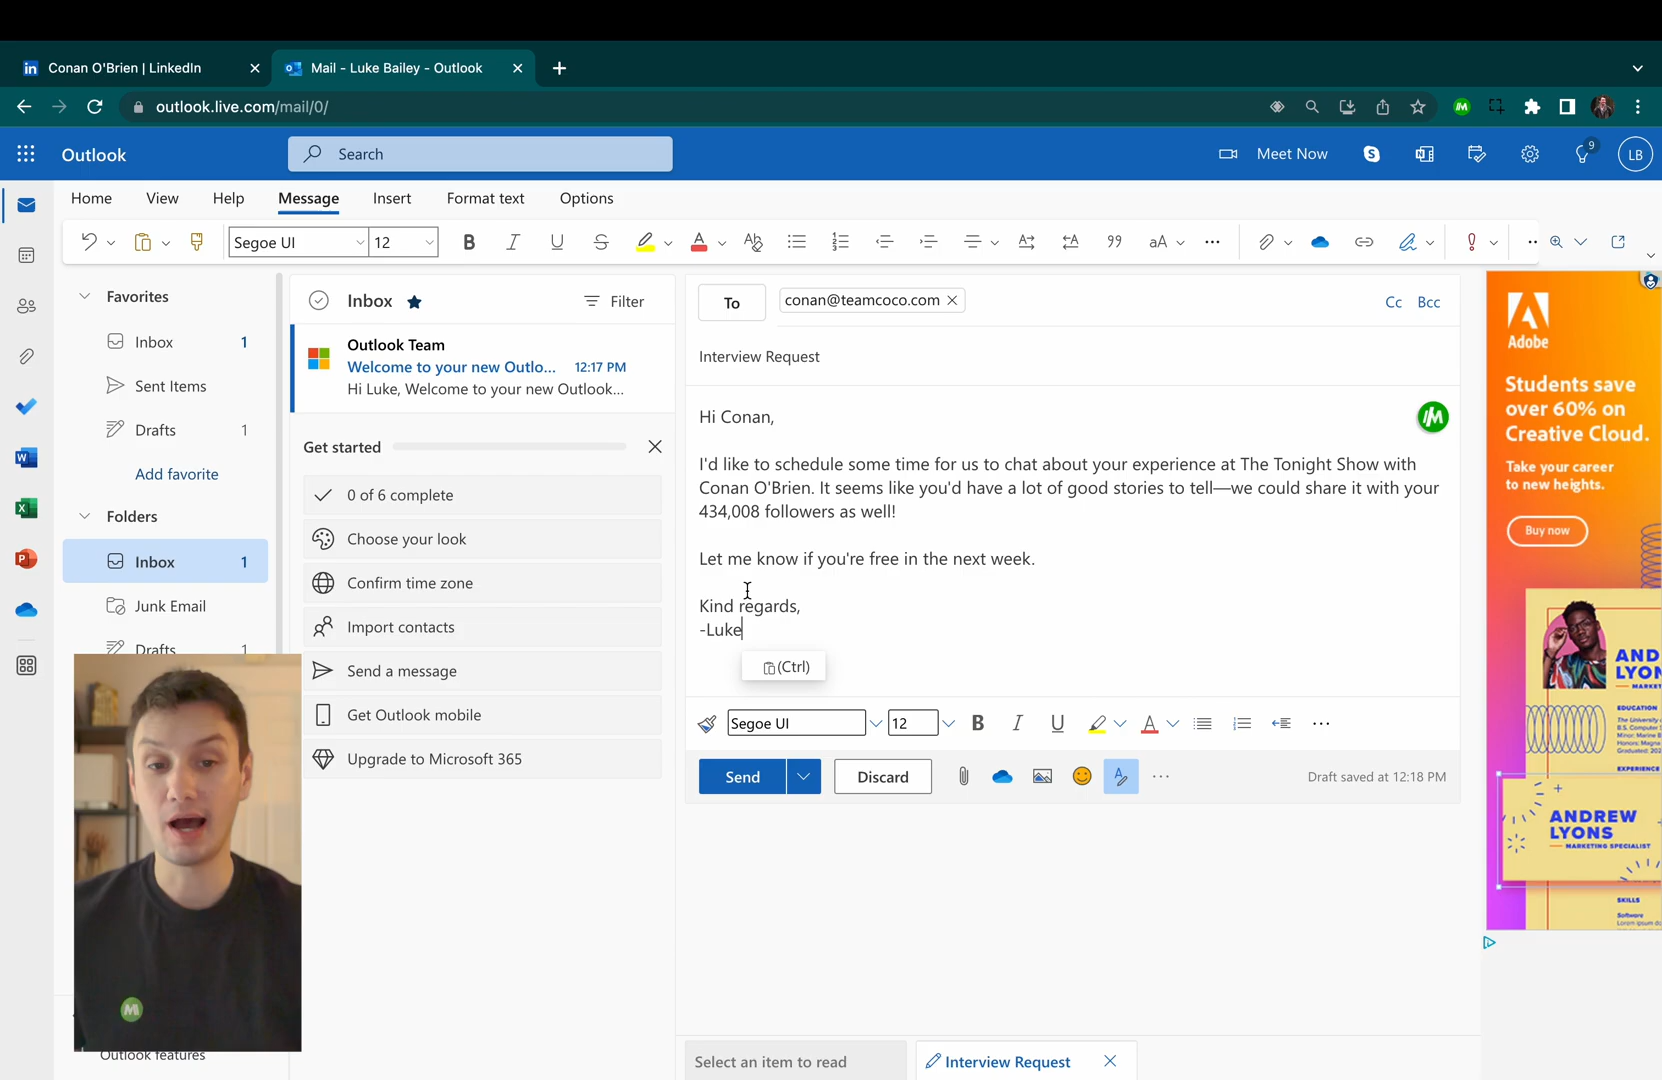 Conan O'Brien | LinkedIn
Mail - Luke Bailey - Outlook
outlook.live.com/mail/0/
Outlook
Search
Meet Now
9
LB
Home
View
Help
Message
Insert
Format text
Options
Segoe UI
12
Favorites
Inbox 1
Sent Items
Drafts 1
Add favorite
Folders
Inbox 1
Junk Email
Drafts 1
Outlook features
Inbox
Filter
Outlook Team
Welcome to your new Outlo... 12:17 PM
Hi Luke, Welcome to your new Outlook...
Get started
0 of 6 complete
Choose your look
Confirm time zone
Import contacts
Send a message
Get Outlook mobile
Upgrade to Microsoft 365
To
conan@teamcoco.com
Cc
Bcc
Interview Request
Hi Conan,
I'd like to schedule some time for us to chat about your experience at The Tonight Show with
Conan O'Brien. It seems like you'd have a lot of good stories to tell—we could share it with your
434,008 followers as well!
Let me know if you're free in the next week.
Kind regards,
-Luke
(Ctrl)
Segoe UI
12
Send
Discard
Draft saved at 12:18 PM
Select an item to read
Interview Request
Adobe
Students save
over 60% on
Creative Cloud.
Take your career
to new heights.
Buy now
AND
LYON
MARKET
EDUCATION
EXPERIENCE
ANDREW
LYONS
MARKETING SPECIALIST
SKILLS
Software